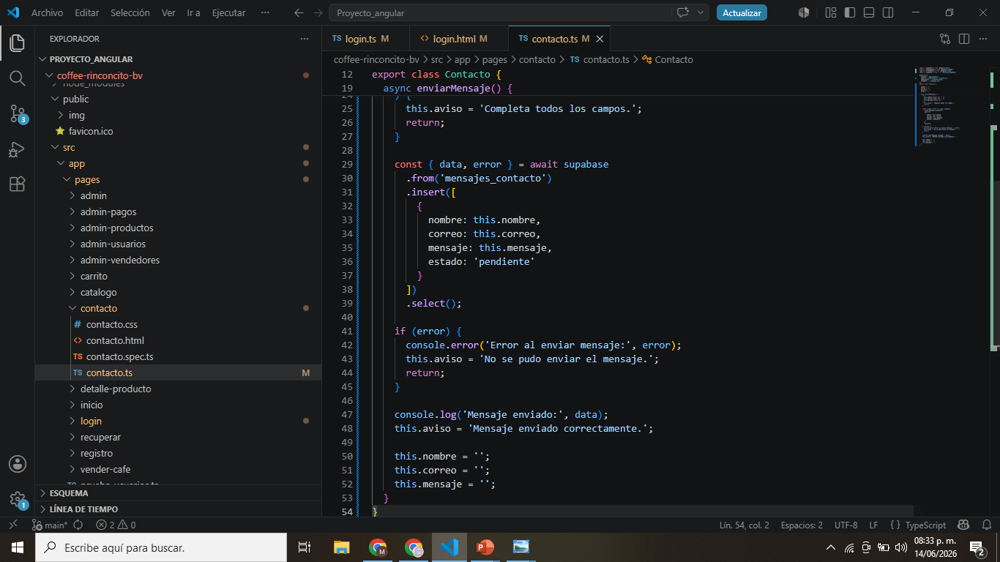 Archivo Editar Selección Ver Ir a Ejecutar ··· Proyecto_angular Actualizar
EXPLORADOR ···
PROYECTO_ANGULAR
coffee-rinconcito-bv
node_modules
public
img
favicon.ico
src
app
pages
admin
admin-pagos
admin-productos
admin-usuarios
admin-vendedores
carrito
catalogo
contacto
# contacto.css
<> contacto.html
TS contacto.spec.ts
TS contacto.ts M
detalle-producto
inicio
login
recuperar
registro
vender-cafe
ESQUEMA
LÍNEA DE TIEMPO
3
1
TS login.ts M <> login.html M TS contacto.ts M
coffee-rinconcito-bv > src > app > pages > contacto > TS contacto.ts > Contacto
12 export class Contacto {
19 async enviarMensaje() {
24 ) {
25 this.aviso = 'Completa todos los campos.';
26 return;
27 }
28
29 const { data, error } = await supabase
30 .from('mensajes_contacto')
31 .insert([
32 {
33 nombre: this.nombre,
34 correo: this.correo,
35 mensaje: this.mensaje,
36 estado: 'pendiente'
37 }
38 ])
39 .select();
40
41 if (error) {
42 console.error('Error al enviar mensaje:', error);
43 this.aviso = 'No se pudo enviar el mensaje.';
44 return;
45 }
46
47 console.log('Mensaje enviado:', data);
48 this.aviso = 'Mensaje enviado correctamente.';
49
50 this.nombre = '';
51 this.correo = '';
52 this.mensaje = '';
53 }
54 }
main* 2 0 Lín. 54, col. 2 Espacios: 2 UTF-8 LF { } TypeScript
Escribe aquí para buscar.
08:33 p. m.
14/06/2026
2